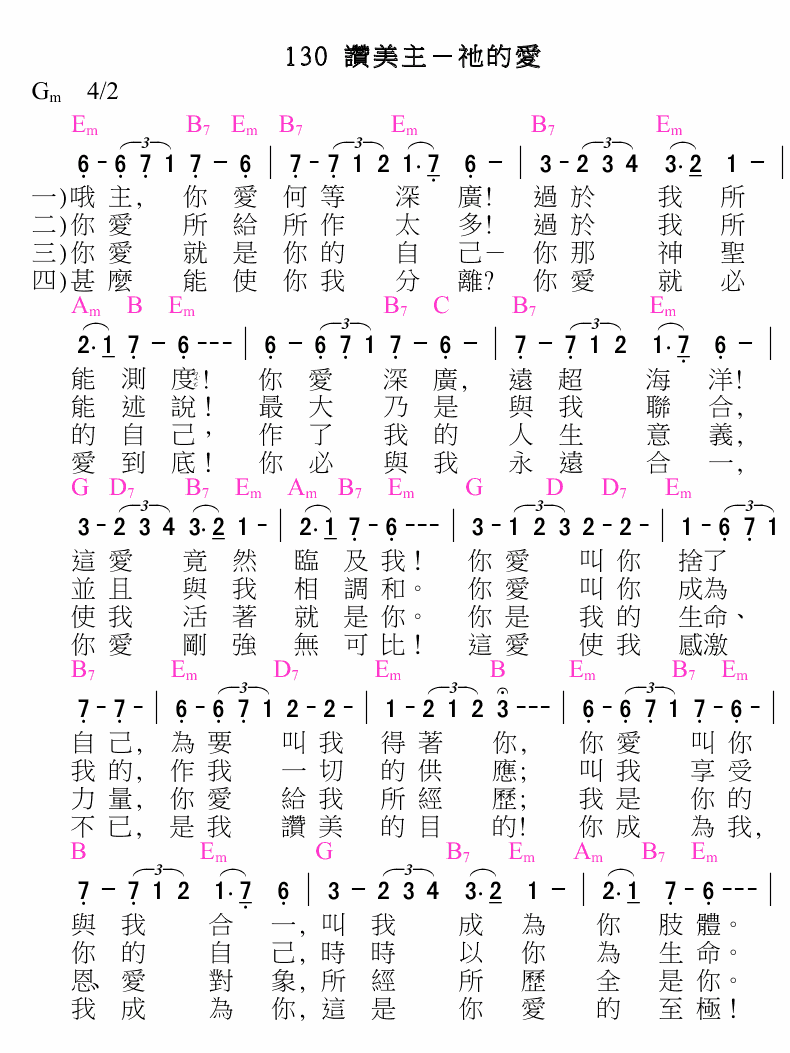 130 讚美主－祂的愛
Gm 4/2
Em B7 Em B7 Em B7 Em
6 - 6 7 1 7 - 6 | 7 - 7 1 2 1· 7 6 - | 3 - 2 3 4 3· 2 1 - |
一)哦主, 你愛何等深廣! 過於我所
二)你愛所給所作太多! 過於我所
三)你愛就是你的自己－你那神聖
四)甚麼能使你我分離? 你愛就必
Am B Em B7 C B7 Em
2· 1 7 - 6 - - - | 6 - 6 7 1 7 - 6 - | 7 - 7 1 2 1· 7 6 - |
能測度! 你愛深廣, 遠超海洋!
能述說! 最大乃是與我聯合,
的自己, 作了我的人生意義,
愛到底! 你必與我永遠合一,
G D7 B7 Em Am B7 Em G D D7 Em
3 - 2 3 4 3· 2 1 - | 2· 1 7 - 6 - - - | 3 - 1 2 3 2 - 2 - | 1 - 6 7 1
這愛竟然臨及我! 你愛叫你捨了
並且與我相調和。你愛叫你成為
使我活著就是你。你是我的生命、
你愛剛強無可比! 這愛使我感激
B7 Em D7 Em B Em B7 Em
7 - 7 - | 6 - 6 7 1 2 - 2 - | 1 - 2 1 2 3 - - - | 6 - 6 7 1 7 - 6 - |
自己, 為要叫我得著你, 你愛叫你
我的, 作我一切的供應; 叫我享受
力量, 你愛給我所經歷; 我是你的
不己, 是我讚美的目的! 你成為我,
B Em G B7 Em Am B7 Em
7 - 7 1 2 1· 7 6 | 3 - 2 3 4 3· 2 1 - | 2· 1 7 - 6 - - - |
與我合一, 叫我成為你肢體。
你的自己, 時時以你為生命。
恩、愛對象, 所經所歷全是你。
我成為你, 這是你愛的至極!